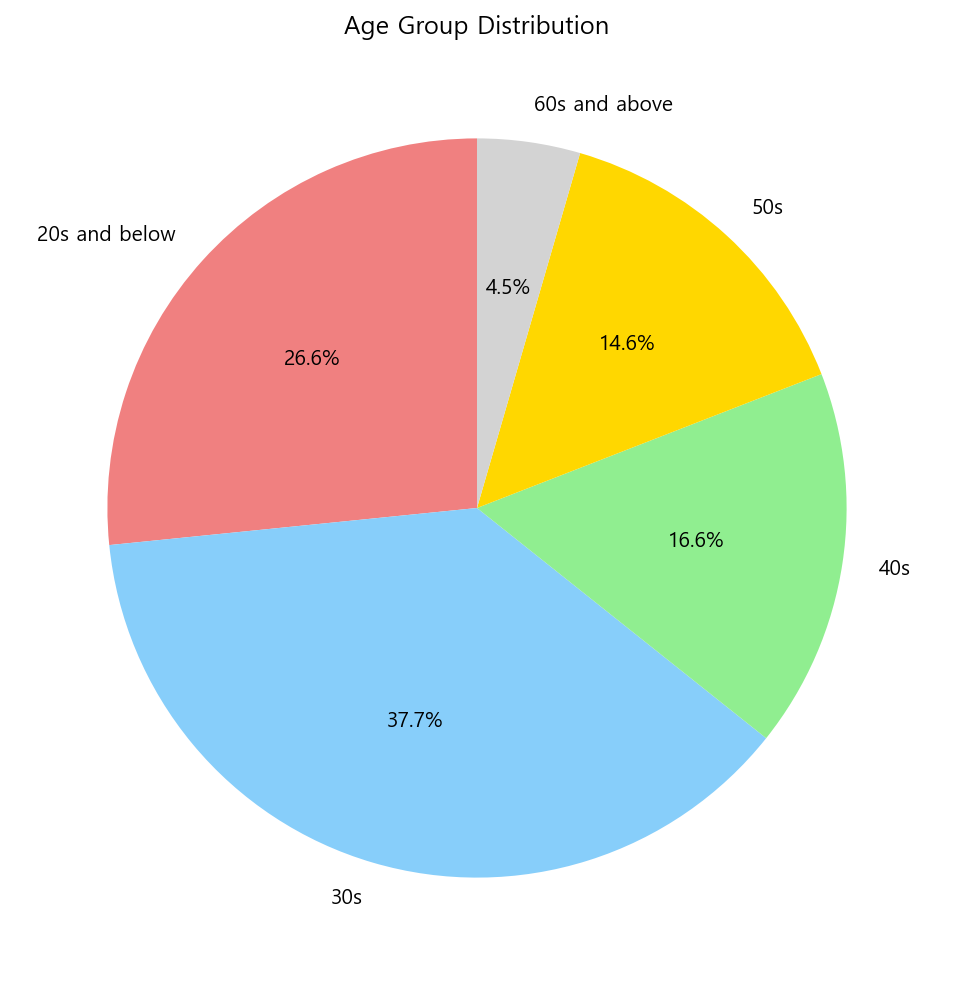 Age Group Distribution
60s and above
50s
20s and below
4.5%
14.6%
26.6%
16.6%
40s
37.7%
30s